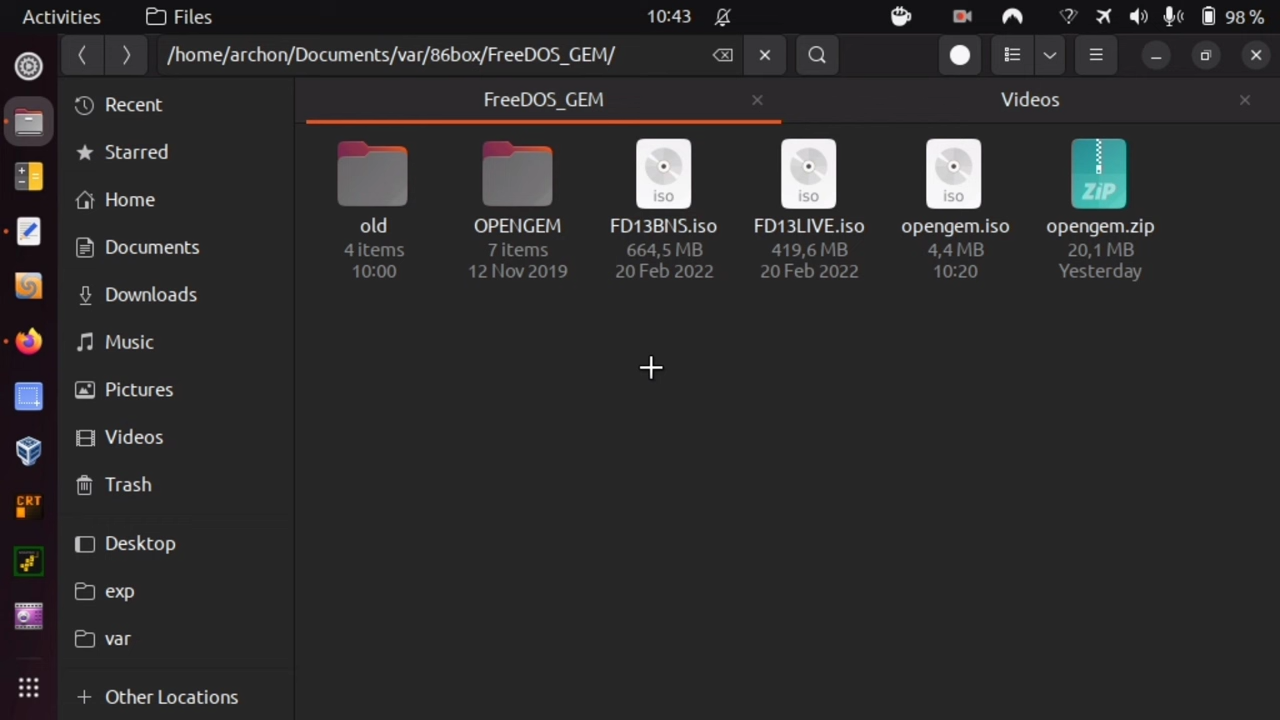 Activities
Files
10:43
98 %
/home/archon/Documents/var/86box/FreeDOS_GEM/
FreeDOS_GEM
Videos
Recent
Starred
Home
Documents
Downloads
Music
Pictures
Videos
Trash
Desktop
exp
var
Other Locations
CRT
old
4 items
10:00
OPENGEM
7 items
12 Nov 2019
iso
FD13BNS.iso
664,5 MB
20 Feb 2022
iso
FD13LIVE.iso
419,6 MB
20 Feb 2022
iso
opengem.iso
4,4 MB
10:20
ZiP
opengem.zip
20,1 MB
Yesterday